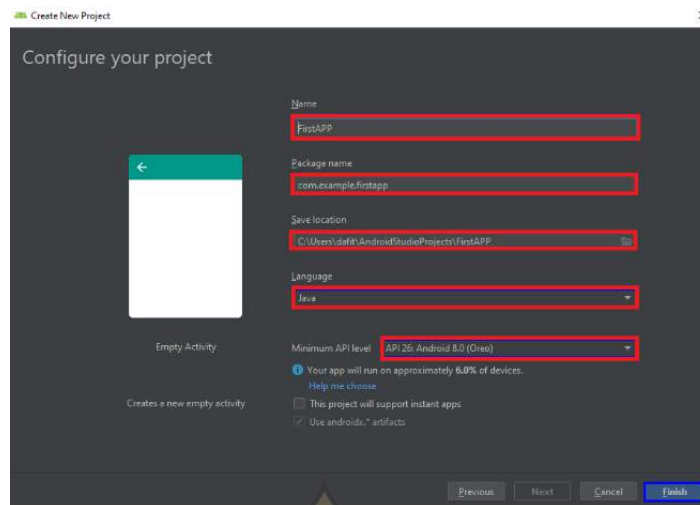 Create New Project
Configure your project
Name
FirstAPP
Package name
com.example.firstapp
Save location
C:\Users\dafit\AndroidStudioProjects\FirstAPP
Language
Java
Empty Activity
Minimum API level API 26: Android 8.0 (Oreo)
Your app will run on approximately 6.0% of devices.
Help me choose
Creates a new empty activity
This project will support instant apps
Use androidx.* artifacts
Previous Next Cancel Finish